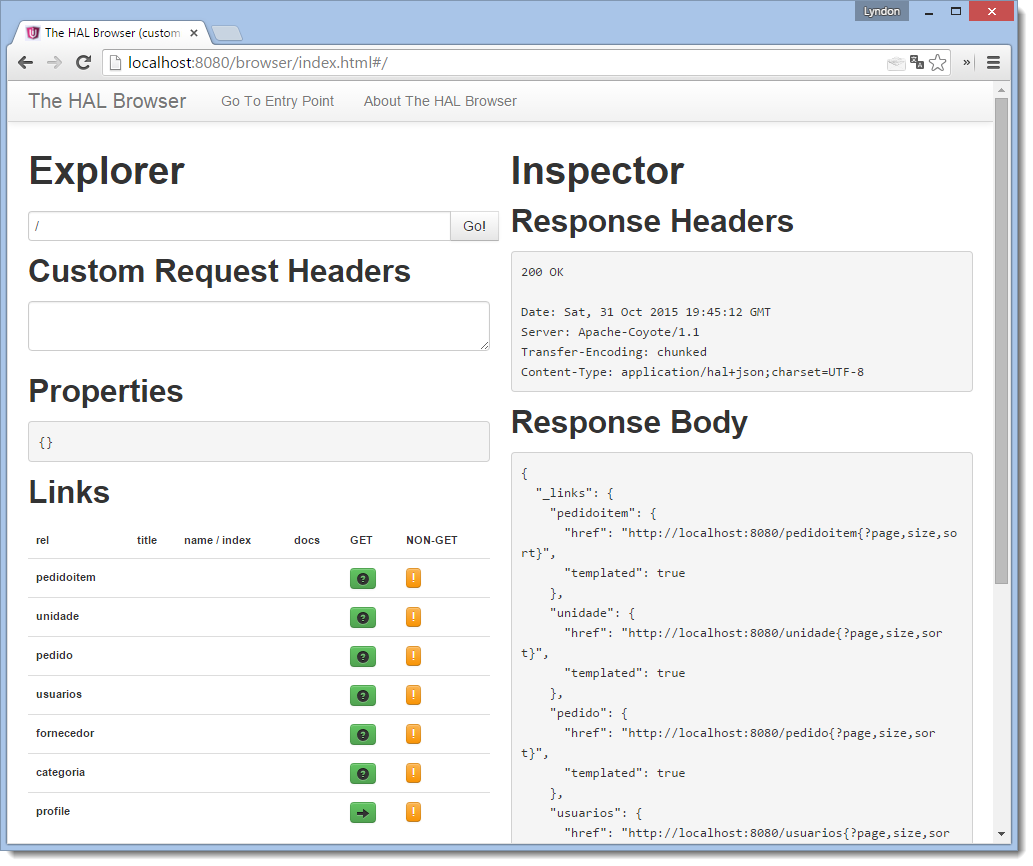 Lyndon
The HAL Browser (custom
localhost:8080/browser/index.html#/
The HAL Browser Go To Entry Point About The HAL Browser
Explorer
/ Go!
Custom Request Headers
Properties
{}
Links
rel title name / index docs GET NON-GET
pedidoitem
unidade
pedido
usuarios
fornecedor
categoria
profile
Inspector
Response Headers
200 OK
Date: Sat, 31 Oct 2015 19:45:12 GMT
Server: Apache-Coyote/1.1
Transfer-Encoding: chunked
Content-Type: application/hal+json;charset=UTF-8
Response Body
{
"_links": {
"pedidoitem": {
"href": "http://localhost:8080/pedidoitem{?page,size,so
rt}",
"templated": true
},
"unidade": {
"href": "http://localhost:8080/unidade{?page,size,sor
t}",
"templated": true
},
"pedido": {
"href": "http://localhost:8080/pedido{?page,size,sor
t}",
"templated": true
},
"usuarios": {
"href": "http://localhost:8080/usuarios{?page,size,sor